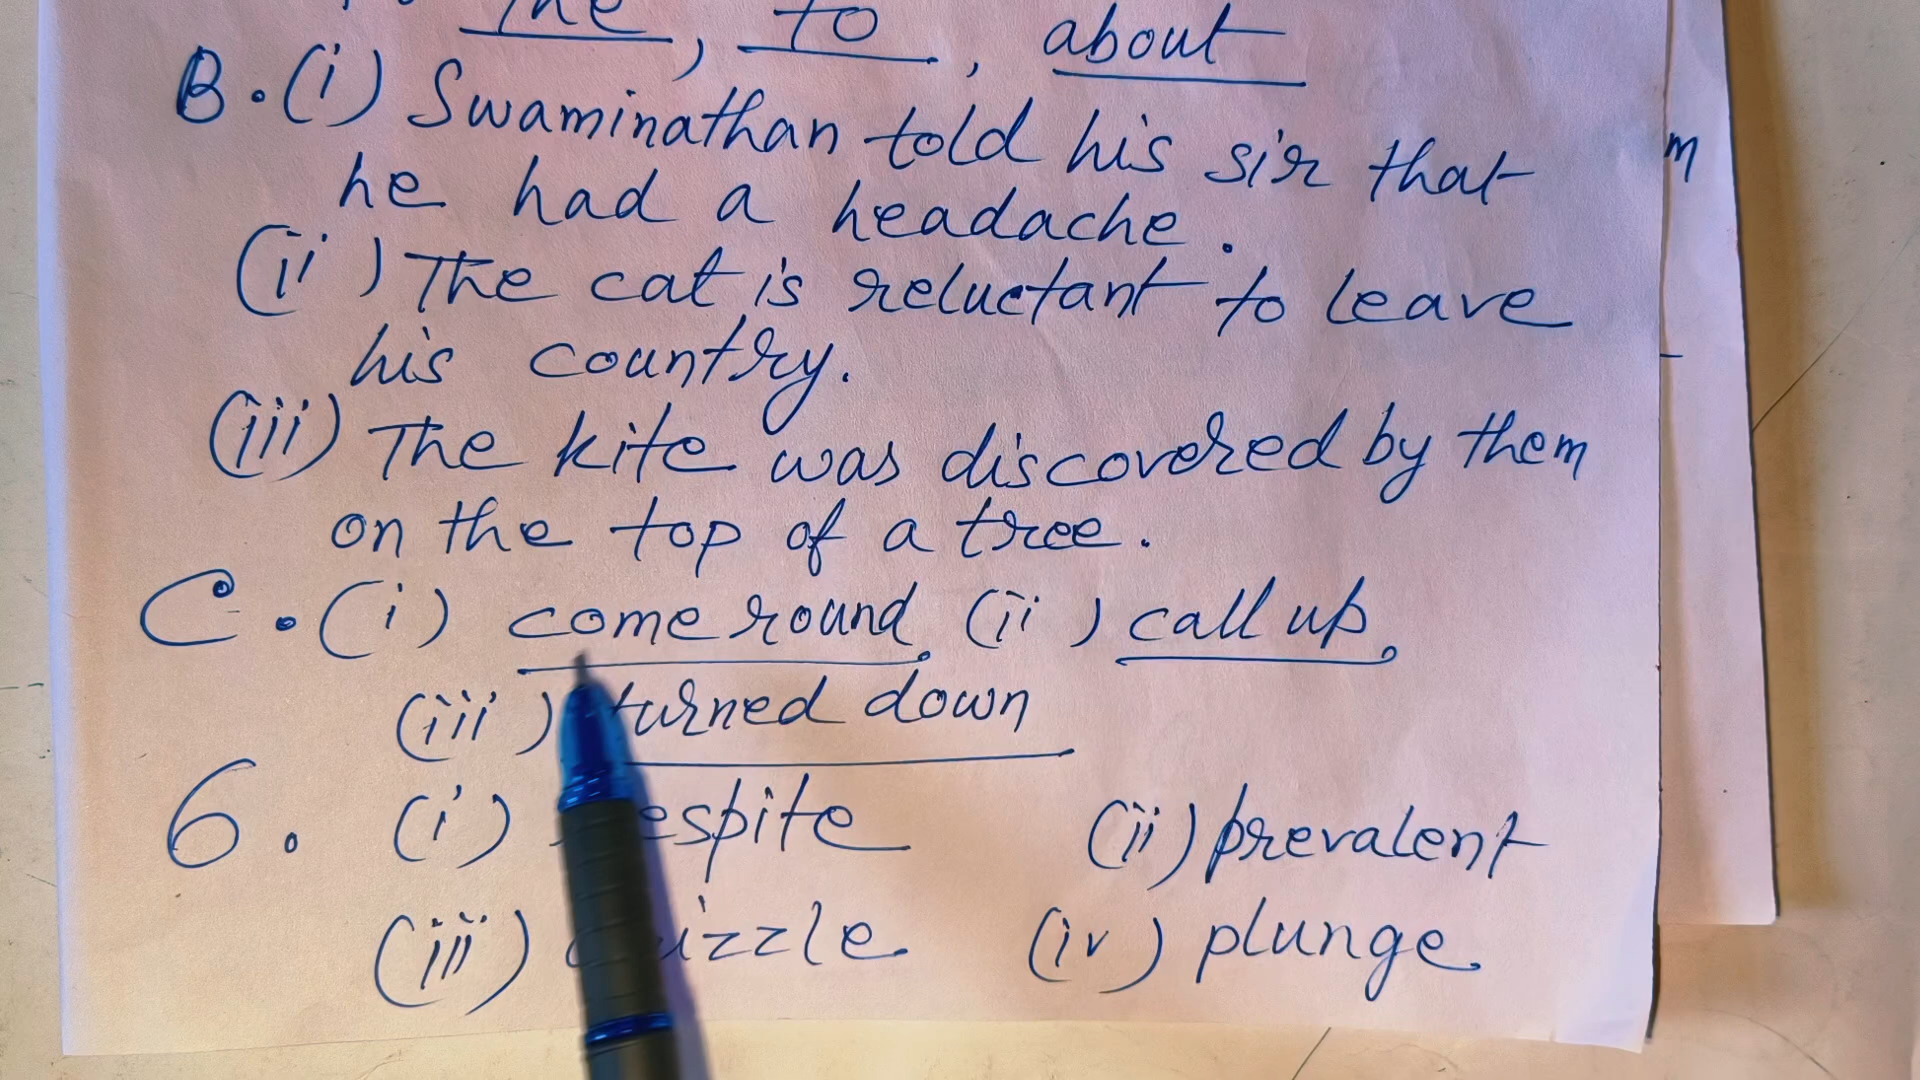 The, to, about
B. (i) Swaminathan told his sir that
he had a headache.
(ii) The cat is reluctant to leave
his country.
(iii) The kite was discovered by them
on the top of a tree.
C. (i) come round (ii) call up
(iii) turned down
6. (i) (ii) prevalent
(iii) (iv) plunge